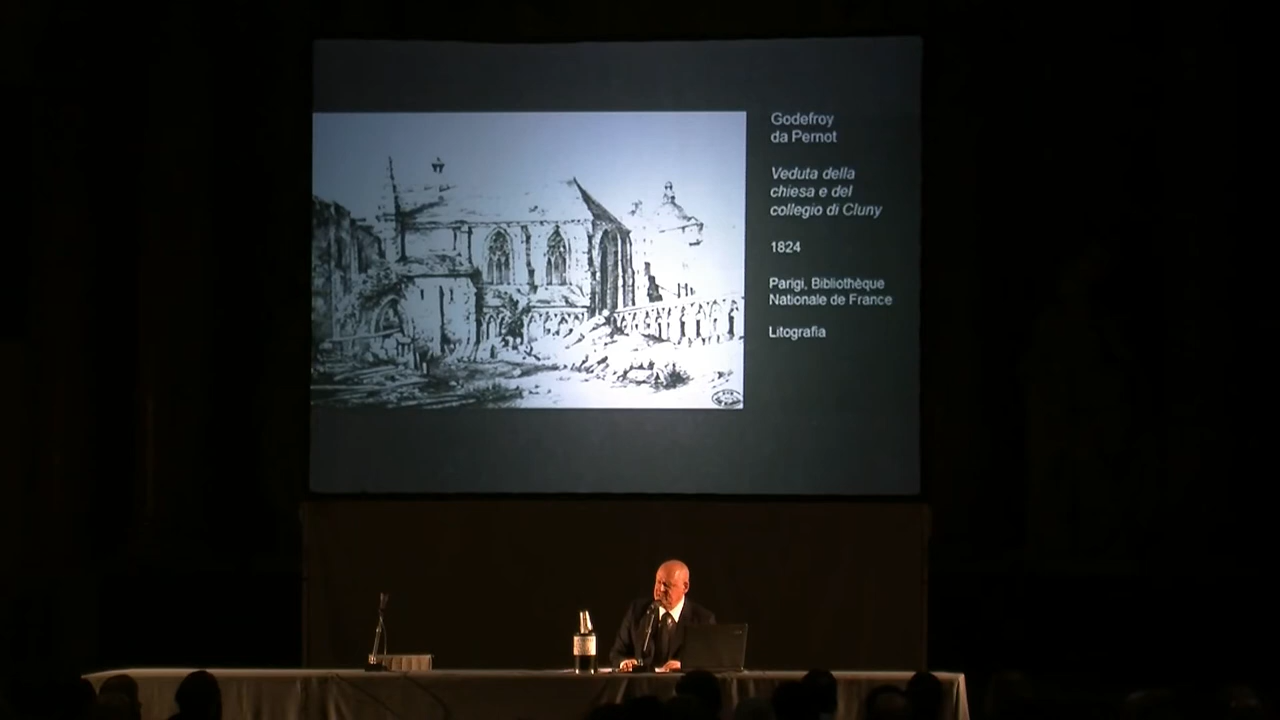 Godefroy
da Pernot
Veduta della
chiesa e del
collegio di Cluny
1824
Parigi, Bibliothèque
Nationale de France
Litografia